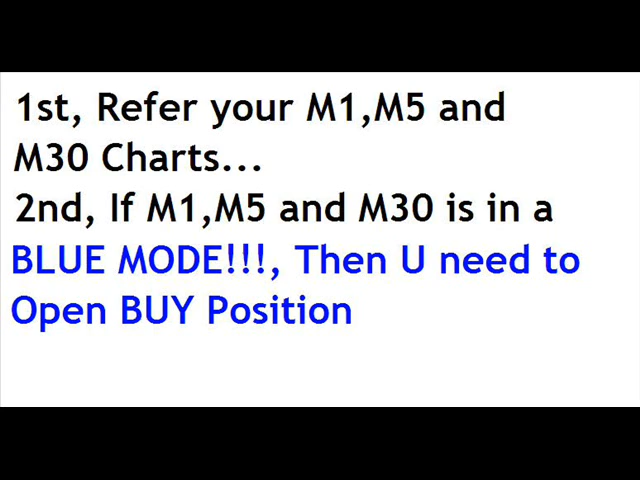 1st, Refer your M1,M5 and
M30 Charts...
2nd, If M1,M5 and M30 is in a
BLUE MODE!!!, Then U need to
Open BUY Position